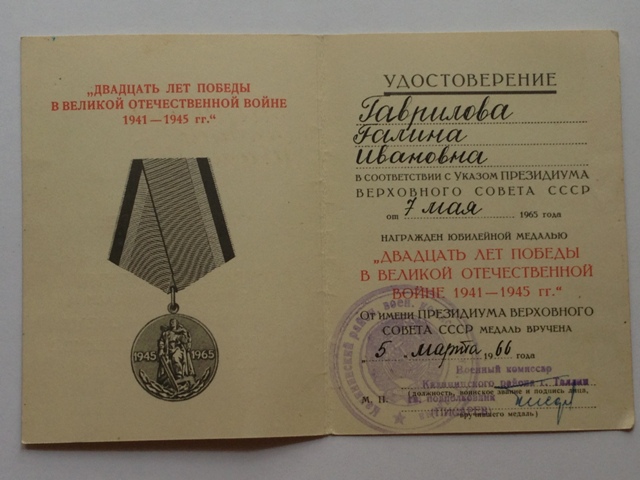 „ДВАДЦАТЬ ЛЕТ ПОБЕДЫ
В ВЕЛИКОЙ ОТЕЧЕСТВЕННОЙ ВОЙНЕ
1941 — 1945 гг.“
1945 1965
УДОСТОВЕРЕНИЕ
Гаврилова
Галина
Ивановна
В СООТВЕТСТВИИ С УКАЗОМ ПРЕЗИДИУМА
ВЕРХОВНОГО СОВЕТА СССР
от 7 мая 1965 года
НАГРАЖДЕН ЮБИЛЕЙНОЙ МЕДАЛЬЮ
„ДВАДЦАТЬ ЛЕТ ПОБЕДЫ
В ВЕЛИКОЙ ОТЕЧЕСТВЕННОЙ
ВОЙНЕ 1941—1945 гг.“
От имени ПРЕЗИДИУМА ВЕРХОВНОГО
СОВЕТА СССР МЕДАЛЬ ВРУЧЕНА
5 марта 1966 года
Военный комиссар
района г. Таллин
(должность, воинское звание и подпись лица,
М. П.
(ПИСАРЕВ)
вручившего медаль)